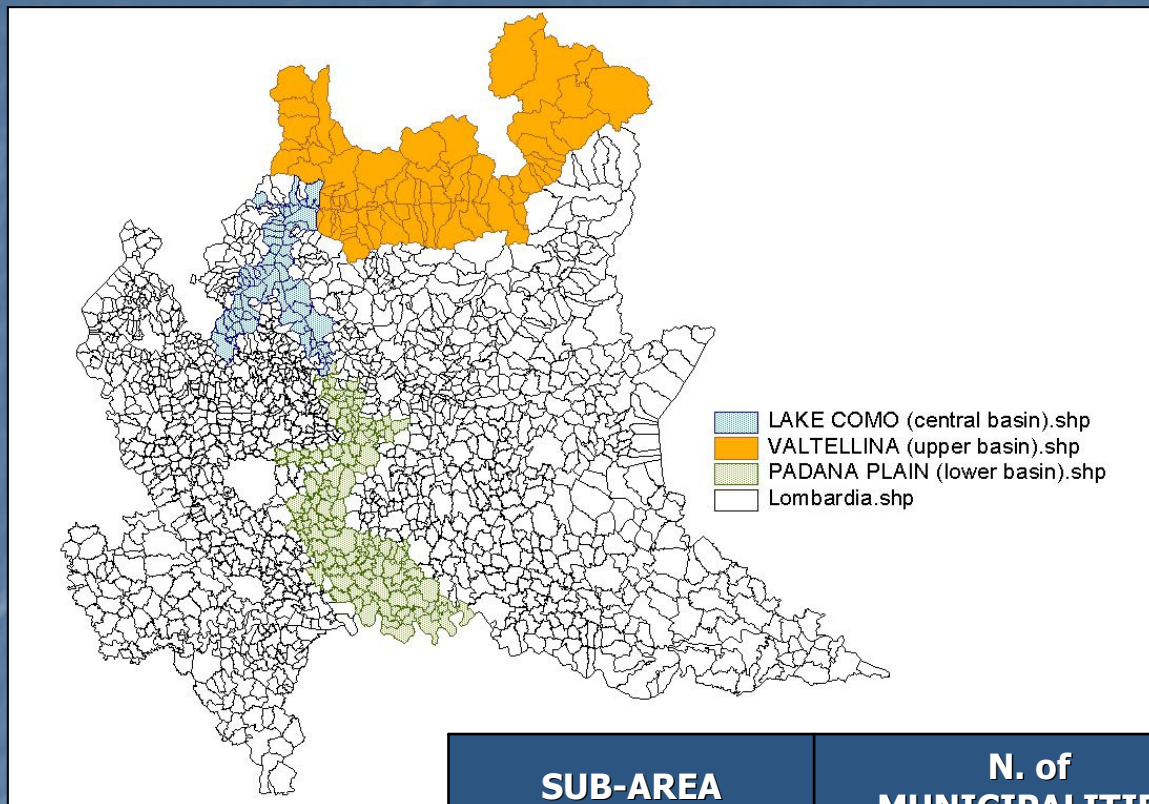 LAKE COMO (central basin).shp
VALTELLINA (upper basin).shp
PADANA PLAIN (lower basin).shp
Lombardia.shp
SUB-AREA
N. of